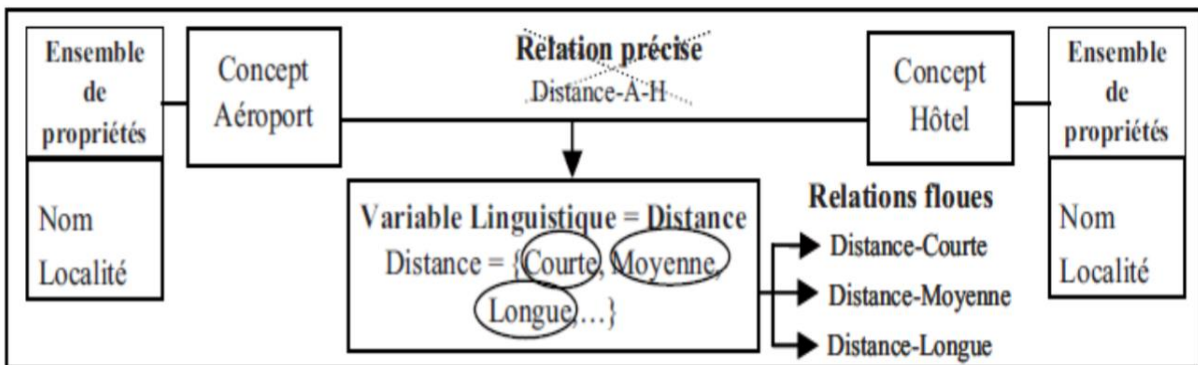 Ensemble
de
propriétés
Nom
Localité
Concept
Aéroport
Relation précise
Distance-A-H
Concept
Hôtel
Ensemble
de
propriétés
Nom
Localité
Variable Linguistique = Distance
Distance = {Courte, Moyenne,
Longue,...}
Relations floues
Distance-Courte
Distance-Moyenne
Distance-Longue